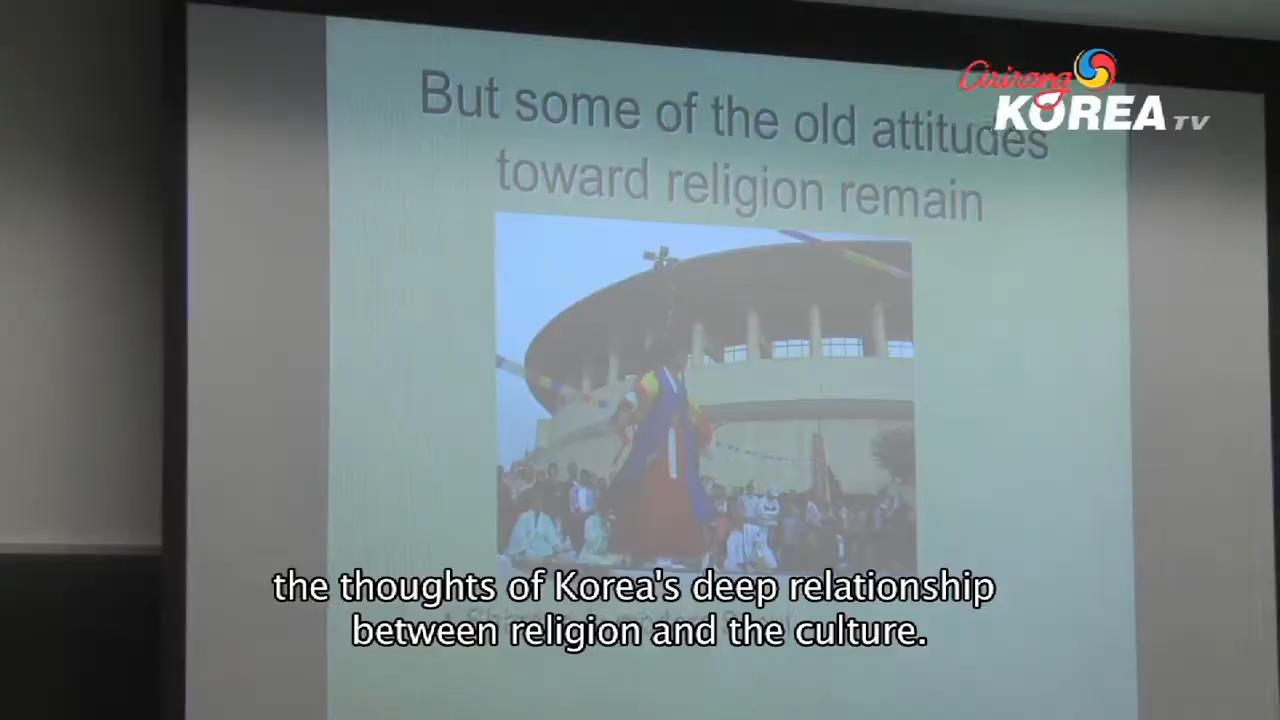 Arirang
KOREA TV
But some of the old attitudes
toward religion remain
the thoughts of Korea's deep relationship
between religion and the culture.